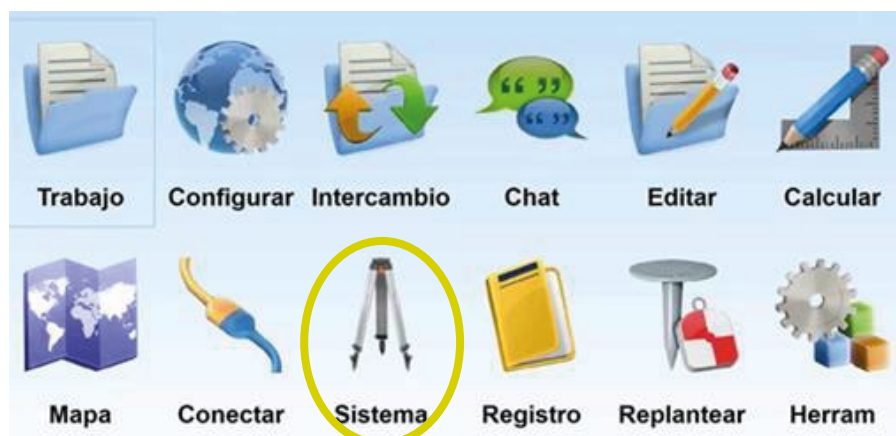 Trabajo Configurar Intercambio Chat Editar Calcular
Mapa Conectar Sistema Registro Replantear Herram